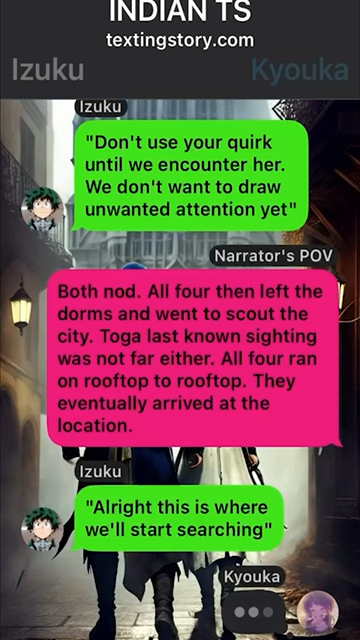 INDIAN TS
textingstory.com
Izuku
Kyouka
Izuku
"Don't use your quirk
until we encounter her.
We don't want to draw
unwanted attention yet"
Narrator's POV
Both nod. All four then left the
dorms and went to scout the
city. Toga last known sighting
was not far either. All four ran
on rooftop to rooftop. They
eventually arrived at the
location.
Izuku
"Alright this is where
we'll start searching"
Kyouka